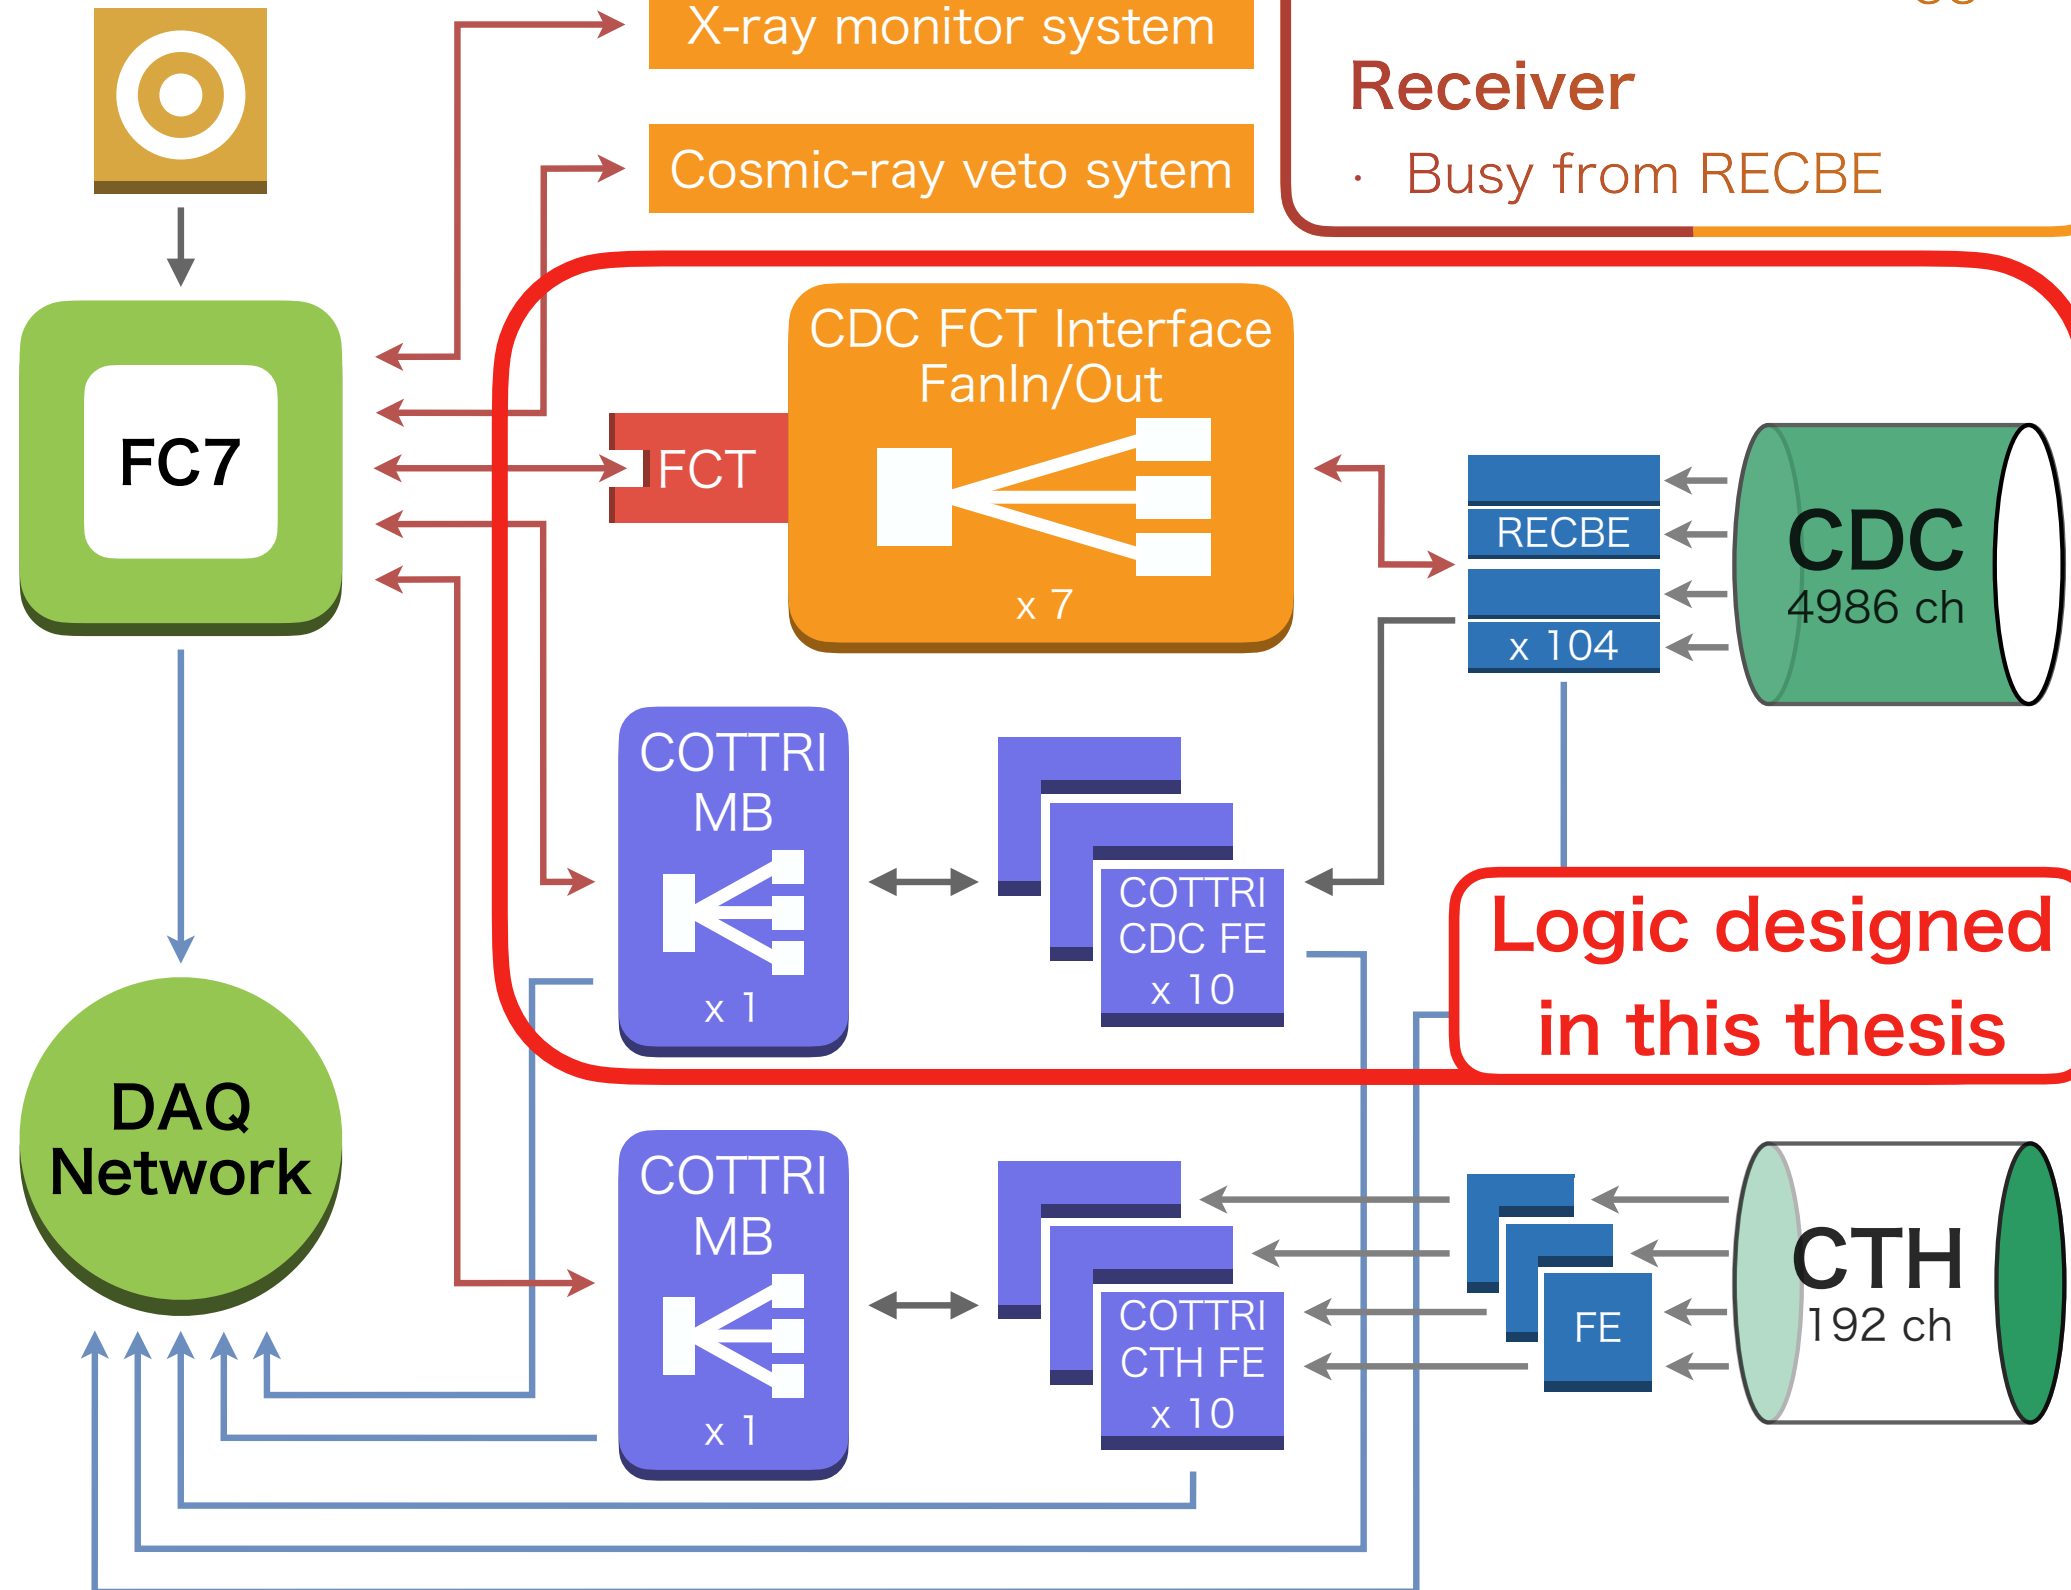 X-ray monitor system
Receiver
· Busy from RECBE
Cosmic-ray veto sytem
CDC FCT Interface
FanIn/Out
FC7
FCT
x 7
RECBE
x 104
CDC
4986 ch
COTTRI
MB
x 1
COTTRI
CDC FE
x 10
Logic designed
in this thesis
DAQ
Network
COTTRI
MB
x 1
COTTRI
CTH FE
x 10
FE
CTH
192 ch